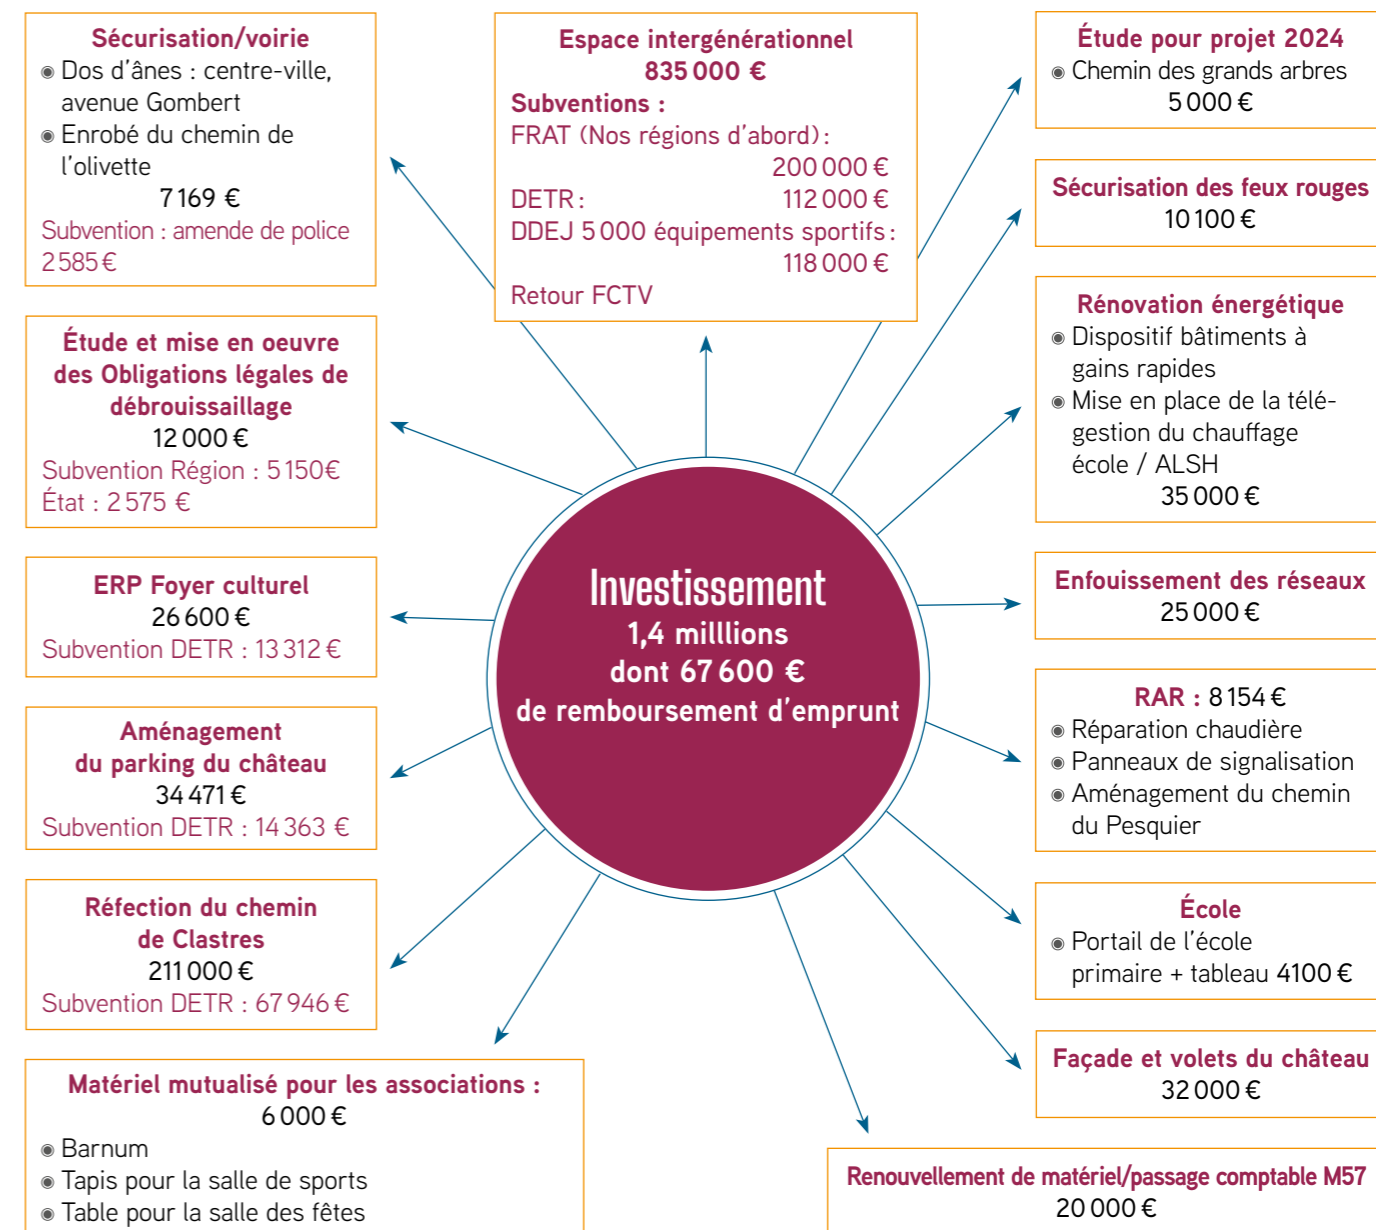 Sécurisation/voirie
◉ Dos d'ânes : centre-ville,
avenue Gombert
◉ Enrobé du chemin de
l'olivette
7 169 €
Subvention : amende de police
2 585 €
Étude et mise en oeuvre
des Obligations légales de
débrouissaillage
12 000 €
Subvention Région : 5 150€
État : 2 575 €
ERP Foyer culturel
26 600 €
Subvention DETR : 13 312 €
Aménagement
du parking du château
34 471 €
Subvention DETR : 14 363 €
Réfection du chemin
de Clastres
211 000 €
Subvention DETR : 67 946 €
Matériel mutualisé pour les associations :
6 000 €
◉ Barnum
◉ Tapis pour la salle de sports
◉ Table pour la salle des fêtes
Espace intergénérationnel
835 000 €
Subventions :
FRAT (Nos régions d'abord) :
200 000 €
DETR : 112 000 €
DDEJ 5 000 équipements sportifs :
118 000 €
Retour FCTV
Investissement
1,4 milllions
dont 67 600 €
de remboursement d'emprunt
Étude pour projet 2024
◉ Chemin des grands arbres
5 000 €
Sécurisation des feux rouges
10 100 €
Rénovation énergétique
◉ Dispositif bâtiments à
gains rapides
◉ Mise en place de la télé-
gestion du chauffage
école / ALSH
35 000 €
Enfouissement des réseaux
25 000 €
RAR : 8 154 €
◉ Réparation chaudière
◉ Panneaux de signalisation
◉ Aménagement du chemin
du Pesquier
École
◉ Portail de l'école
primaire + tableau 4100 €
Façade et volets du château
32 000 €
Renouvellement de matériel/passage comptable M57
20 000 €